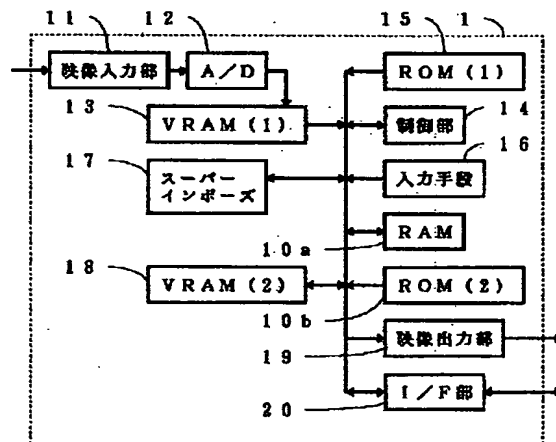 11
12
15
1
映像入力部
A/D
ROM(1)
13
VRAM(1)
制御部
14
17
スーパー
インポーズ
入力手段
16
RAM
10a
18
VRAM(2)
ROM(2)
10b
映像出力部
19
I/F部
20